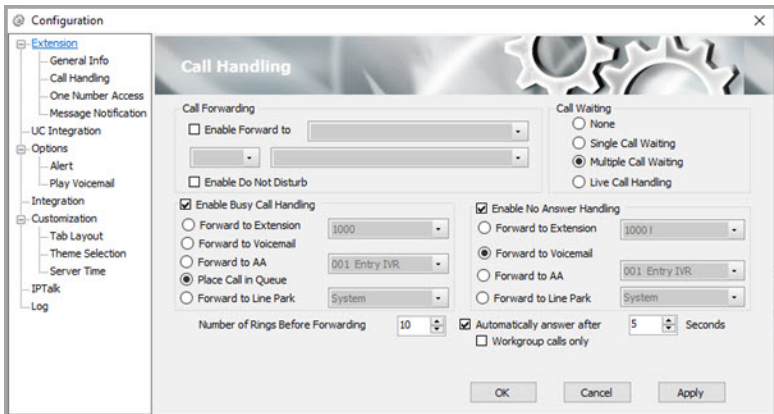 Configuration
Extension
General Info
Call Handling
One Number Access
Message Notification
UC Integration
Options
Alert
Play Voicemail
Integration
Customization
Tab Layout
Theme Selection
Server Time
IPTalk
Log
Call Handling
Call Forwarding
Enable Forward to
Enable Do Not Disturb
Call Waiting
None
Single Call Waiting
Multiple Call Waiting
Live Call Handling
Enable Busy Call Handling
Forward to Extension 1000
Forward to Voicemail
Forward to AA 001 Entry IVR
Place Call in Queue
Forward to Line Park System
Enable No Answer Handling
Forward to Extension 1000 l
Forward to Voicemail
Forward to AA 001 Entry IVR
Forward to Line Park System
Number of Rings Before Forwarding 10
Automatically answer after 5 Seconds
Workgroup calls only
OK Cancel Apply